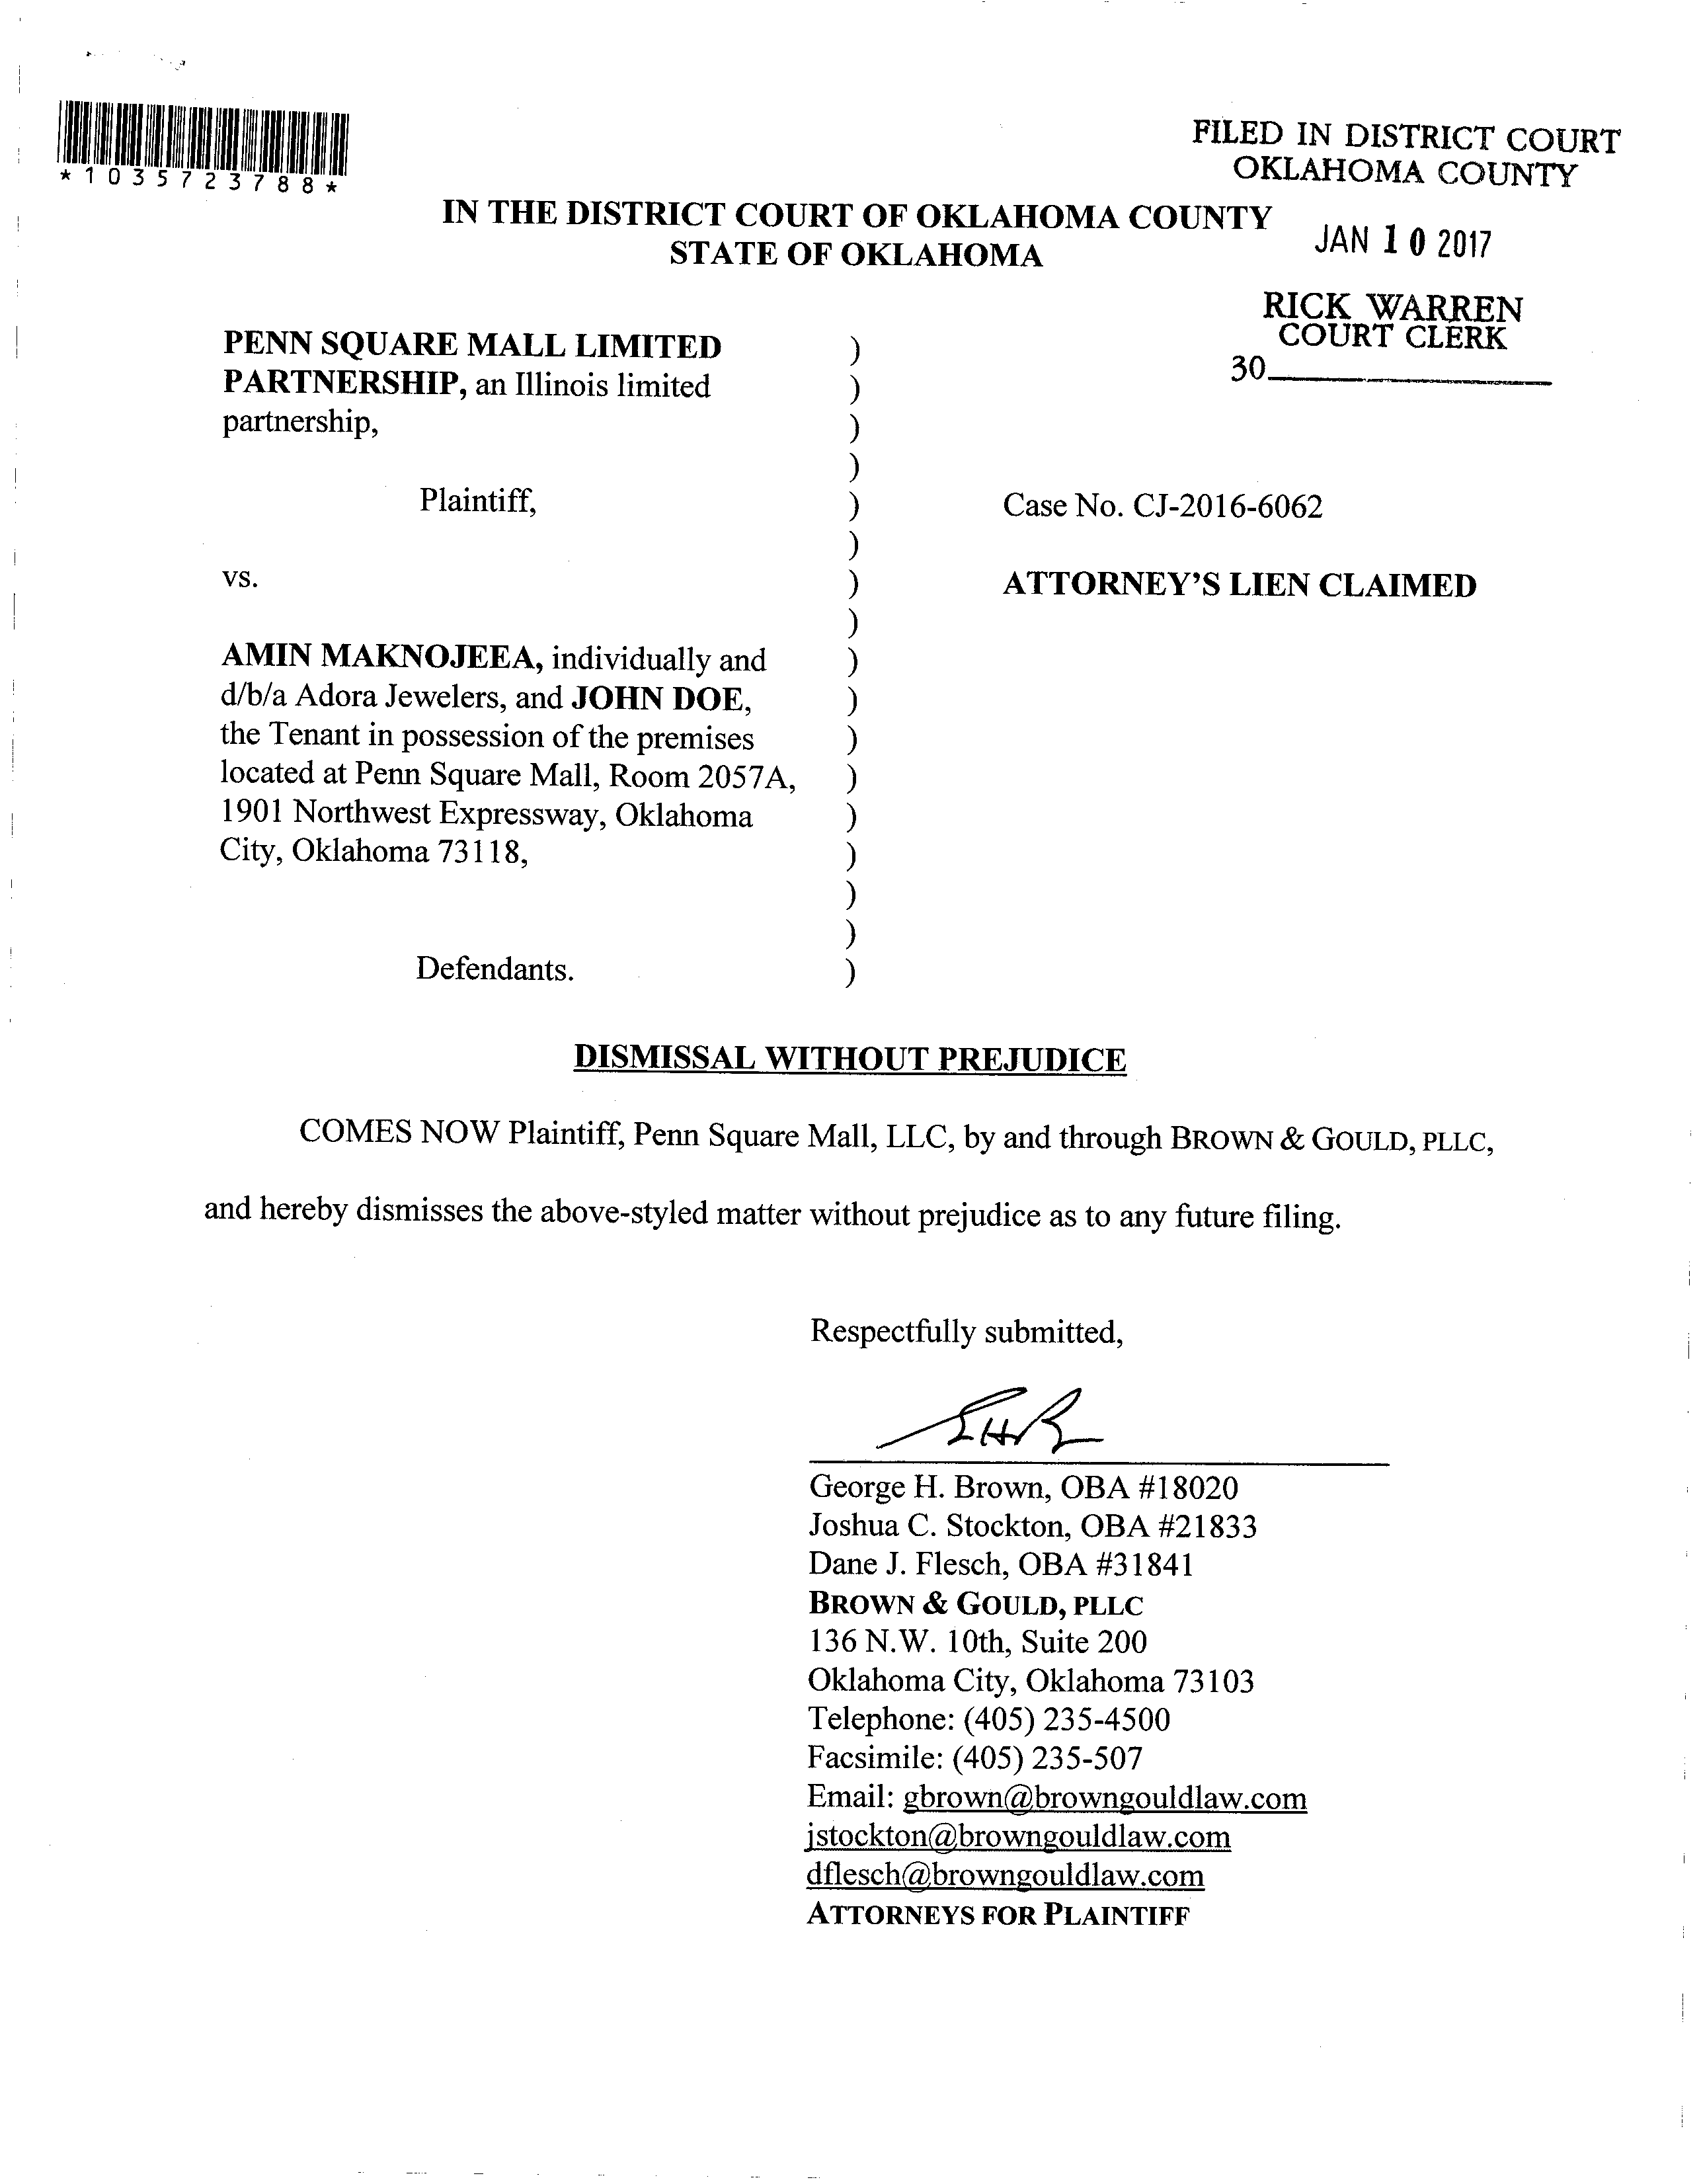 *1035723788*
FILED IN DISTRICT COURT
OKLAHOMA COUNTY
IN THE DISTRICT COURT OF OKLAHOMA COUNTY
STATE OF OKLAHOMA
JAN 10 2017
RICK WARREN
COURT CLERK
30
PENN SQUARE MALL LIMITED )
PARTNERSHIP, an Illinois limited )
partnership, )
)
Plaintiff, ) Case No. CJ-2016-6062
)
vs. ) ATTORNEY'S LIEN CLAIMED
)
AMIN MAKNOJEEA, individually and )
d/b/a Adora Jewelers, and JOHN DOE, )
the Tenant in possession of the premises )
located at Penn Square Mall, Room 2057A, )
1901 Northwest Expressway, Oklahoma )
City, Oklahoma 73118, )
)
)
Defendants. )
DISMISSAL WITHOUT PREJUDICE
COMES NOW Plaintiff, Penn Square Mall, LLC, by and through BROWN & GOULD, PLLC,
and hereby dismisses the above-styled matter without prejudice as to any future filing.
Respectfully submitted,
George H. Brown, OBA #18020
Joshua C. Stockton, OBA #21833
Dane J. Flesch, OBA #31841
BROWN & GOULD, PLLC
136 N.W. 10th, Suite 200
Oklahoma City, Oklahoma 73103
Telephone: (405) 235-4500
Facsimile: (405) 235-507
Email: gbrown@browngouldlaw.com
jstockton@browngouldlaw.com
dflesch@browngouldlaw.com
ATTORNEYS FOR PLAINTIFF